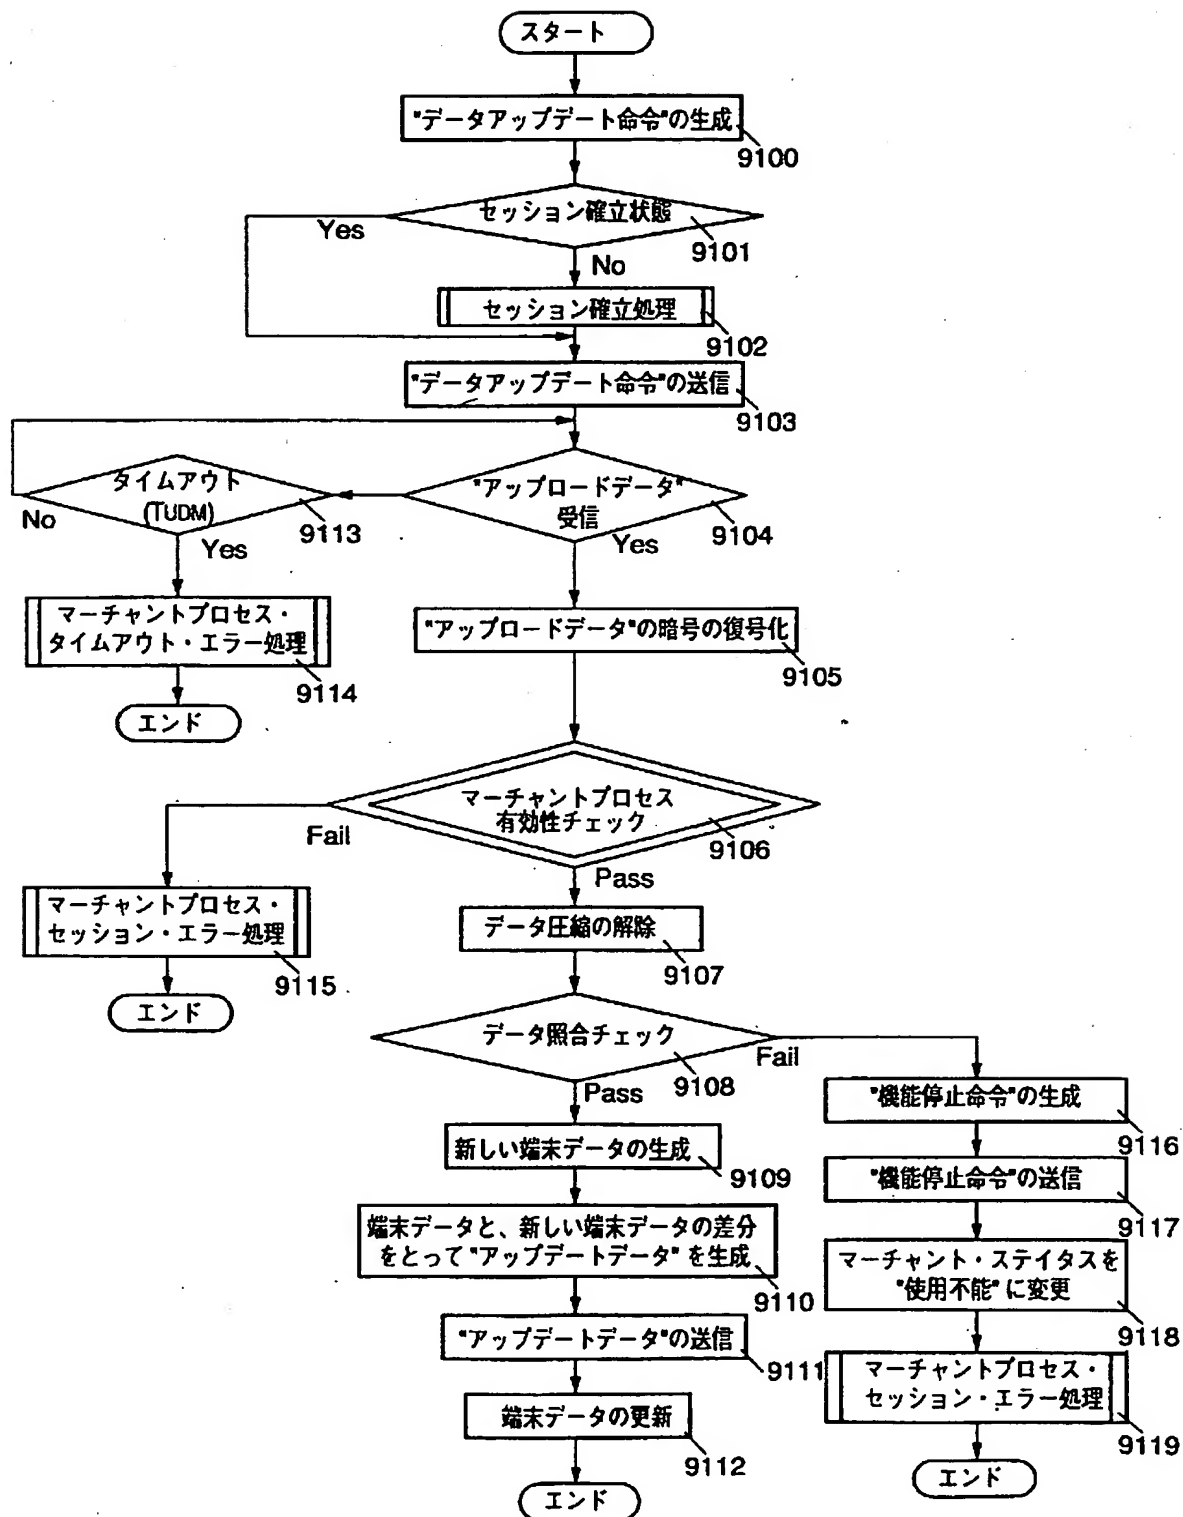 スタート
"データアップデート命令"の生成
9100
セッション確立状態
9101
Yes
No
セッション確立処理
9102
"データアップデート命令"の送信
9103
"アップロードデータ"
受信
9104
Yes
タイムアウト
(TUDM)
9113
No
Yes
マーチャントプロセス・
タイムアウト・エラー処理
9114
エンド
"アップロードデータ"の暗号の復号化
9105
マーチャントプロセス
有効性チェック
9106
Fail
Pass
マーチャントプロセス・
セッション・エラー処理
9115
エンド
データ圧縮の解除
9107
データ照合チェック
9108
Fail
Pass
新しい端末データの生成
9109
端末データと、新しい端末データの差分
をとって"アップデートデータ"を生成
9110
"アップデートデータ"の送信
9111
端末データの更新
9112
エンド
"機能停止命令"の生成
9116
"機能停止命令"の送信
9117
マーチャント・ステイタスを
"使用不能"に変更
9118
マーチャントプロセス・
セッション・エラー処理
9119
エンド